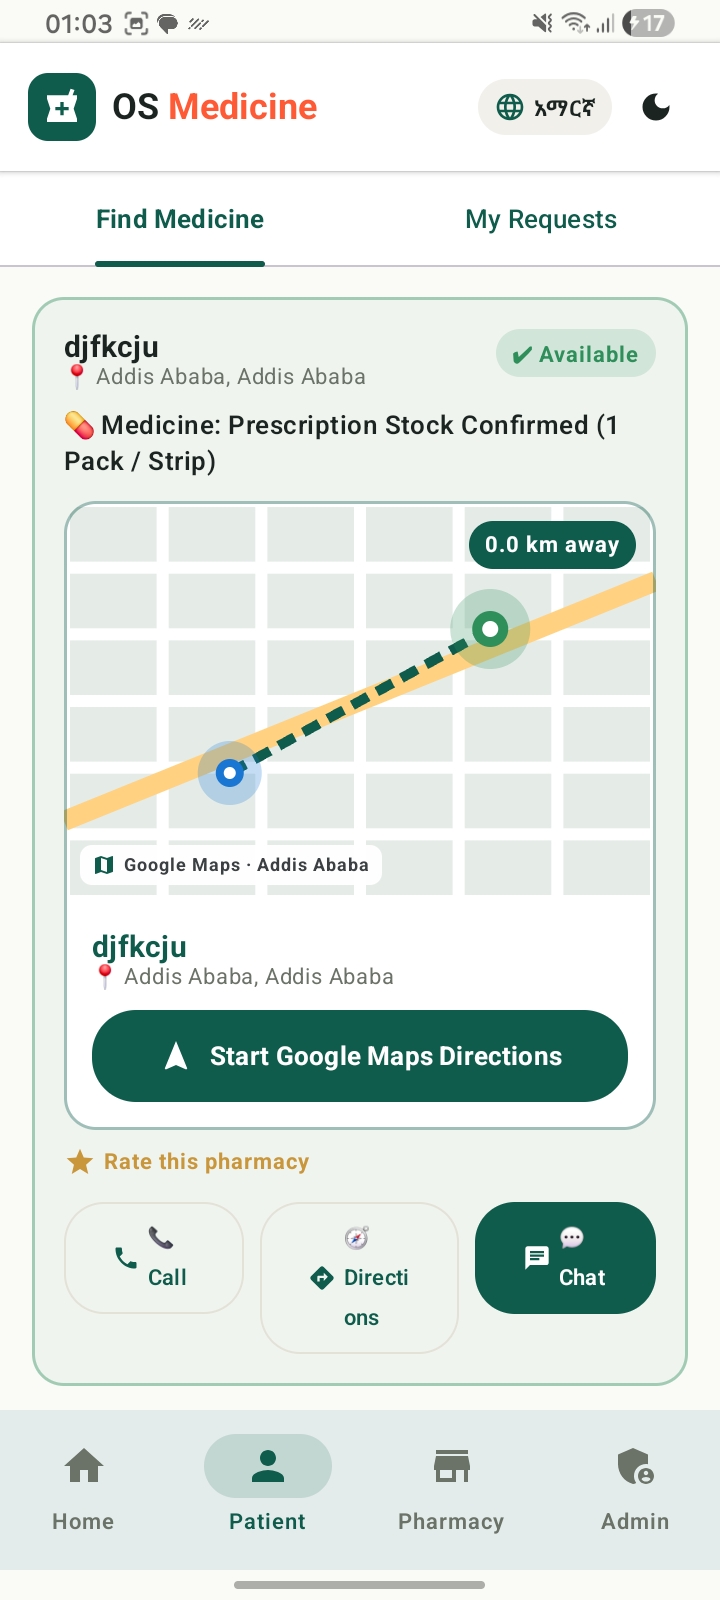 01:03
17
OS Medicine
አማርኛ
Find Medicine
My Requests
djfkcju
✔ Available
📍 Addis Ababa, Addis Ababa
💊 Medicine: Prescription Stock Confirmed (1
Pack / Strip)
0.0 km away
Google Maps · Addis Ababa
djfkcju
📍 Addis Ababa, Addis Ababa
Start Google Maps Directions
Rate this pharmacy
📞
Call
🧭
Directi
ons
💬
Chat
Home
Patient
Pharmacy
Admin